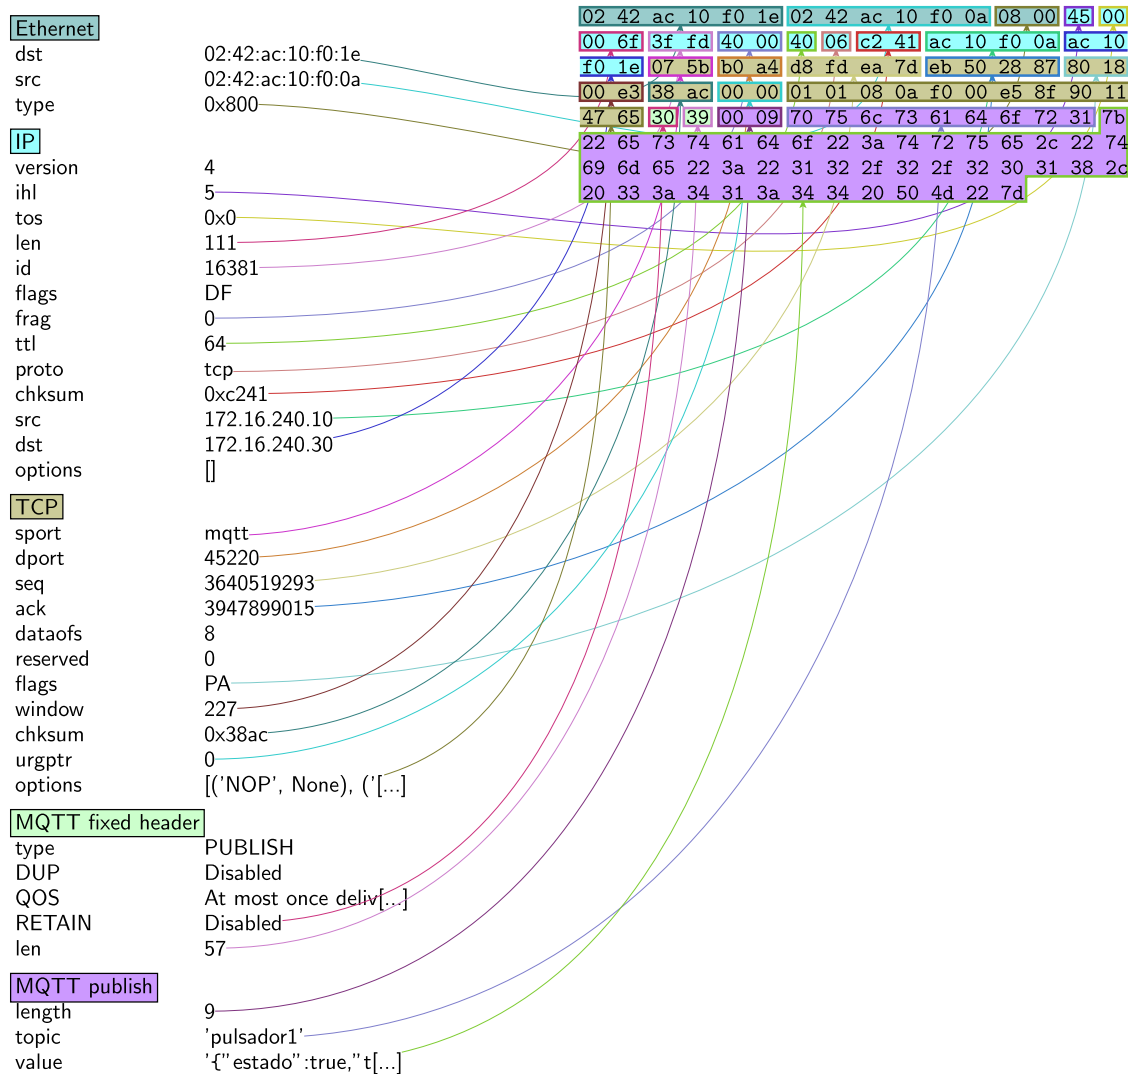 Ethernet
dst 02:42:ac:10:f0:1e
src 02:42:ac:10:f0:0a
type 0x800
IP
version 4
ihl 5
tos 0x0
len 111
id 16381
flags DF
frag 0
ttl 64
proto tcp
chksum 0xc241
src 172.16.240.10
dst 172.16.240.30
options []
TCP
sport mqtt
dport 45220
seq 3640519293
ack 3947899015
dataofs 8
reserved 0
flags PA
window 227
chksum 0x38ac
urgptr 0
options [('NOP', None), ('[...]
MQTT fixed header
type PUBLISH
DUP Disabled
QOS At most once deliv[...]
RETAIN Disabled
len 57
MQTT publish
length 9
topic 'pulsador1'
value '{"estado":true,"t[...]
02 42 ac 10 f0 1e 02 42 ac 10 f0 0a 08 00 45 00
00 6f 3f fd 40 00 40 06 c2 41 ac 10 f0 0a ac 10
f0 1e 07 5b b0 a4 d8 fd ea 7d eb 50 28 87 80 18
00 e3 38 ac 00 00 01 01 08 0a f0 00 e5 8f 90 11
47 65 30 39 00 09 70 75 6c 73 61 64 6f 72 31 7b
22 65 73 74 61 64 6f 22 3a 74 72 75 65 2c 22 74
69 6d 65 22 3a 22 31 32 2f 32 2f 32 30 31 38 2c
20 33 3a 34 31 3a 34 34 20 50 4d 22 7d